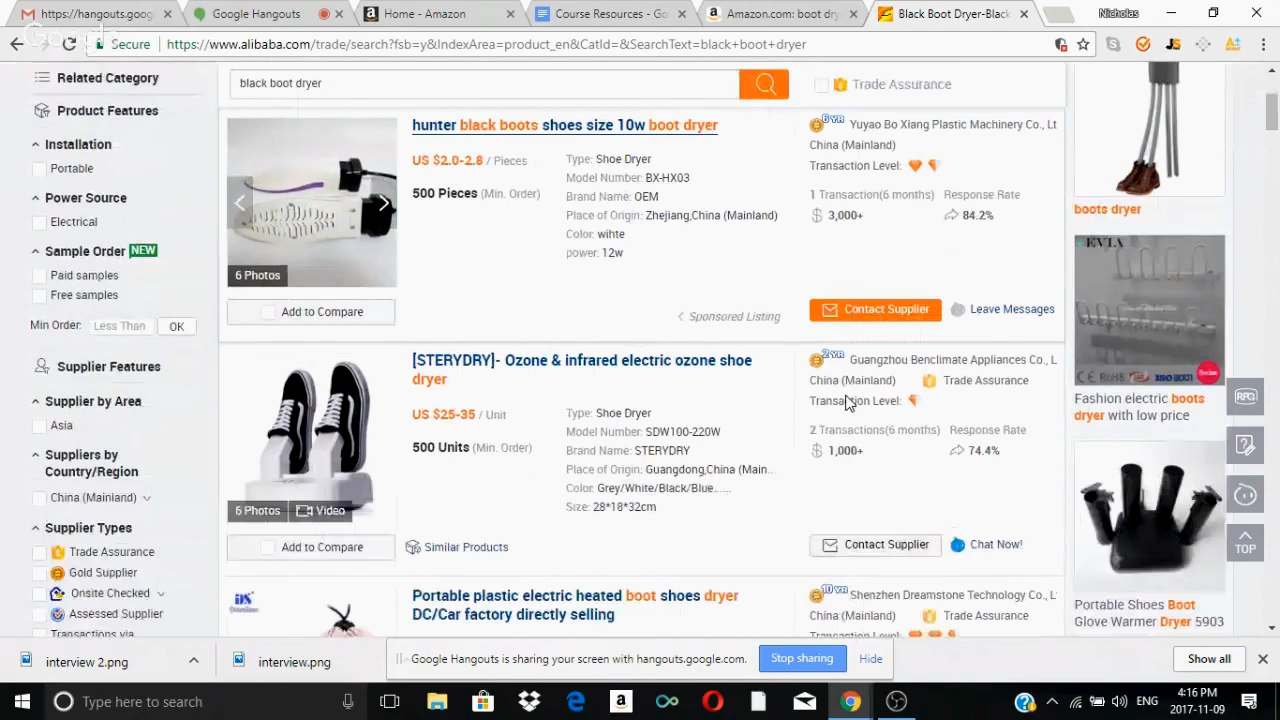 https://hangouts.goog
Google Hangouts
Home - Amazon
Course Resources - Go
Amazon.com: boot dry
Black Boot Dryer-Black
Nicholas
Secure
https://www.alibaba.com/trade/search?fsb=y&IndexArea=product_en&CatId=&SearchText=black+boot+dryer
Related Category
Product Features
Installation
Portable
Power Source
Electrical
Sample Order NEW
Paid samples
Free samples
Min Order: Less Than OK
Supplier Features
Supplier by Area
Asia
Suppliers by
Country/Region
China (Mainland)
Supplier Types
Trade Assurance
Gold Supplier
Onsite Checked
Assessed Supplier
Transactions via
black boot dryer
Trade Assurance
6 Photos
Add to Compare
hunter black boots shoes size 10w boot dryer
US $2.0-2.8 / Pieces
500 Pieces (Min. Order)
Type: Shoe Dryer
Model Number: BX-HX03
Brand Name: OEM
Place of Origin: Zhejiang,China (Mainland)
Color: wihte
power: 12w
Sponsored Listing
6YR Yuyao Bo Xiang Plastic Machinery Co., Lt
China (Mainland)
Transaction Level:
1 Transaction(6 months) Response Rate
$ 3,000+ 84.2%
Contact Supplier Leave Messages
6 Photos Video
Add to Compare
[STERYDRY]- Ozone & infrared electric ozone shoe
dryer
US $25-35 / Unit
500 Units (Min. Order)
Type: Shoe Dryer
Model Number: SDW100-220W
Brand Name: STERYDRY
Place of Origin: Guangdong,China (Main...
Color: Grey/White/Black/Blue......
Size: 28*18*32cm
Similar Products
2YR Guangzhou Benclimate Appliances Co., L
China (Mainland) Trade Assurance
Transaction Level:
2 Transactions(6 months) Response Rate
$ 1,000+ 74.4%
Contact Supplier Chat Now!
Portable plastic electric heated boot shoes dryer
DC/Car factory directly selling
10YR Shenzhen Dreamstone Technology Co., Lt
China (Mainland) Trade Assurance
Transaction Level:
boots dryer
EVIA
CE RoHS ISO 9001
Fashion electric boots
dryer with low price
Portable Shoes Boot
Glove Warmer Dryer 5903
RFQ
TOP
interview 2.png
interview.png
Google Hangouts is sharing your screen with hangouts.google.com.
Stop sharing
Hide
Show all
Type here to search
ENG
4:16 PM
2017-11-09